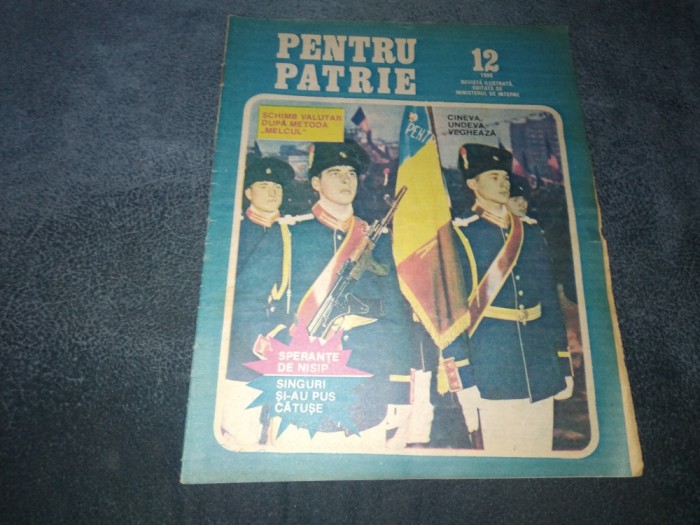 PENTRU
PATRIE
12
REVISTĂ ILUSTRATĂ,
EDITATĂ DE
MINISTERUL DE INTERNE
SCHIMB VALUTAR
DUPĂ METODA
„MELCUL"
CINEVA,
UNDEVA,
VEGHEAZĂ
PENT
SPERANȚE
DE NISIP
SINGURI
ȘI-AU PUS
CĂTUȘE